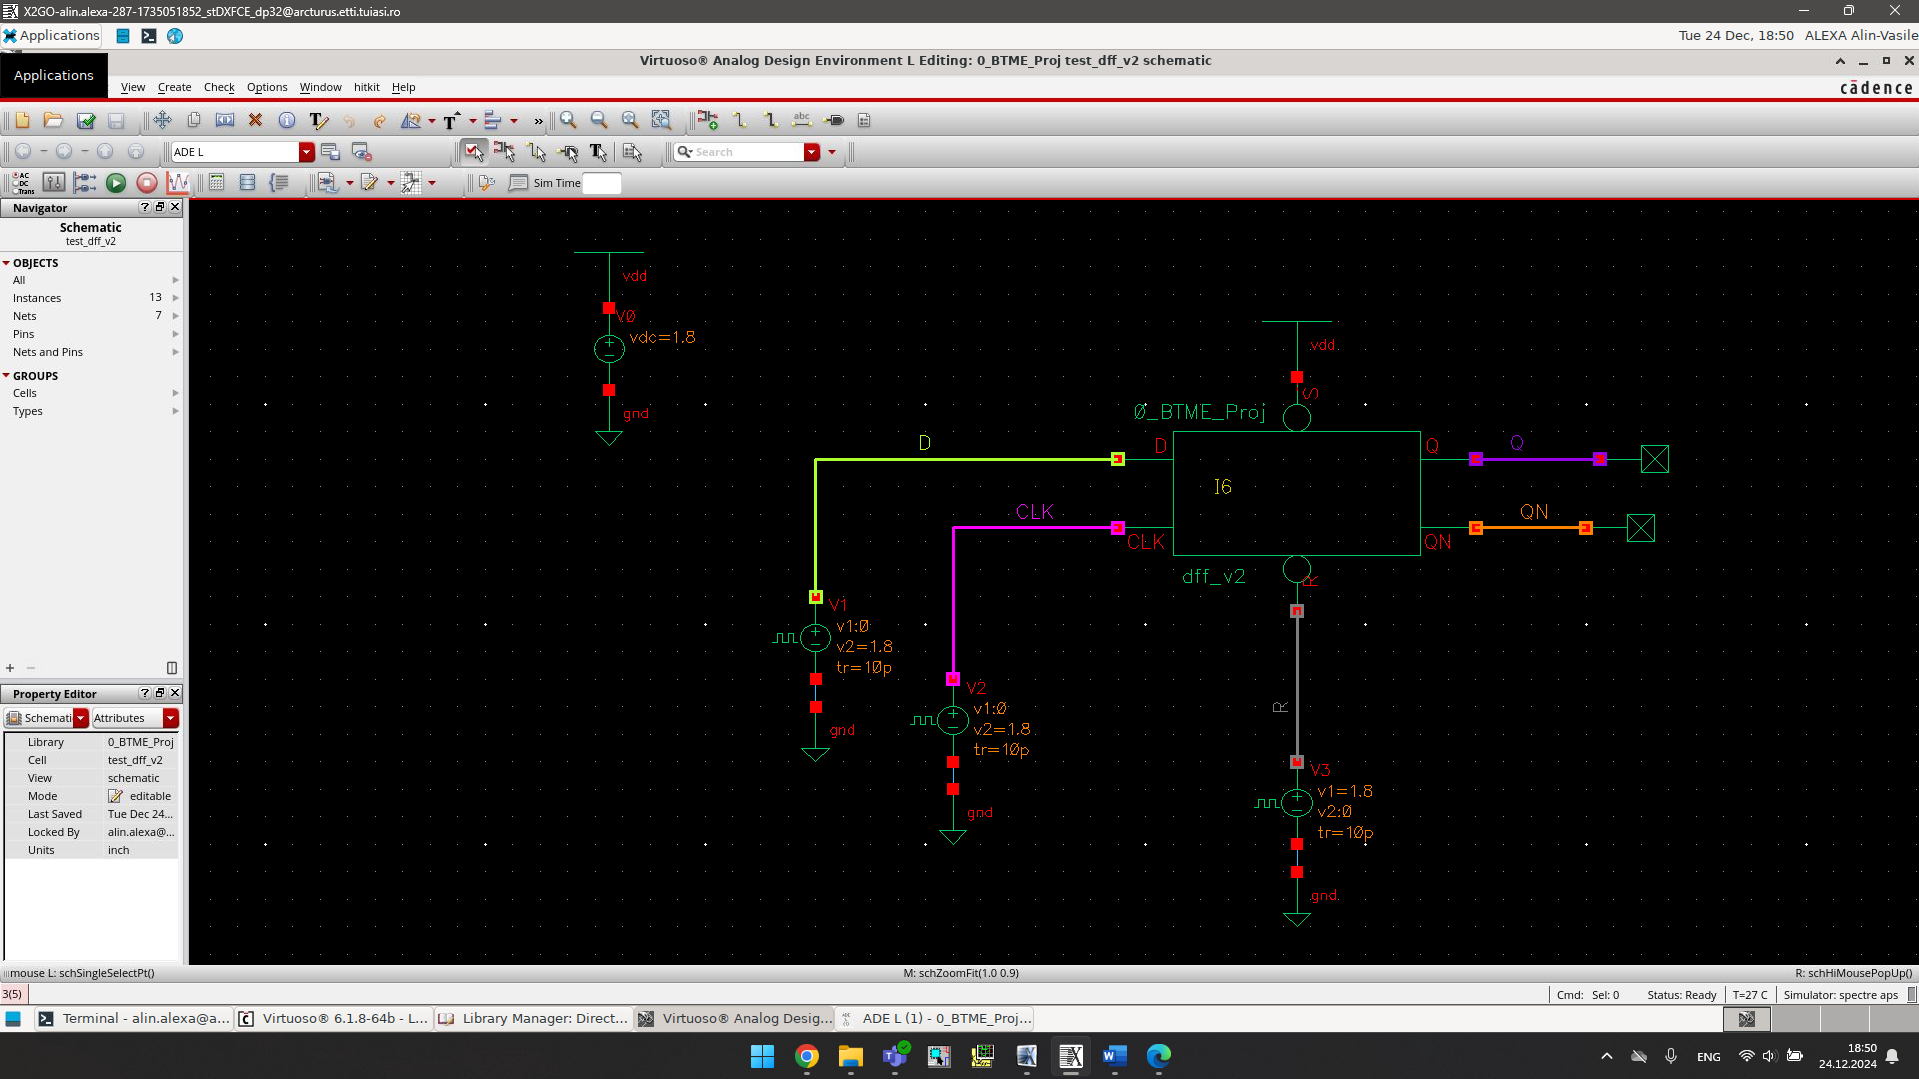 X2GO-alin.alexa-287-1735051852_stDXFCE_dp32@arcturus.etti.tuiasi.ro
Applications
Tue 24 Dec, 18:50 ALEXA Alin-Vasile
Virtuoso® Analog Design Environment L Editing: 0_BTME_Proj test_dff_v2 schematic
Applications
View Create Check Options Window hitkit Help
cādence
ADE L
Search
AC
DC
Trans
Sim Time
Navigator
Schematic
test_dff_v2
OBJECTS
All
Instances 13
Nets 7
Pins
Nets and Pins
GROUPS
Cells
Types
Property Editor
Schemati Attributes
Library 0_BTME_Proj
Cell test_dff_v2
View schematic
Mode editable
Last Saved Tue Dec 24...
Locked By alin.alexa@...
Units inch
vdd
V0
vdc=1.8
gnd
vdd
S
0_BTME_Proj
D
D
Q
Q
I6
CLK
CLK
QN
QN
dff_v2
R
R
V1
v1:0
v2=1.8
tr=10p
gnd
V2
v1:0
v2=1.8
tr=10p
gnd
V3
v1=1.8
v2:0
tr=10p
gnd
mouse L: schSingleSelectPt() M: schZoomFit(1.0 0.9) R: schHiMousePopUp()
3(5) Cmd: Sel: 0 Status: Ready T=27 C Simulator: spectre aps
Terminal - alin.alexa@a... Virtuoso® 6.1.8-64b - L... Library Manager: Direct... Virtuoso® Analog Desig... ADE L (1) - 0_BTME_Proj...
ENG
18:50
24.12.2024